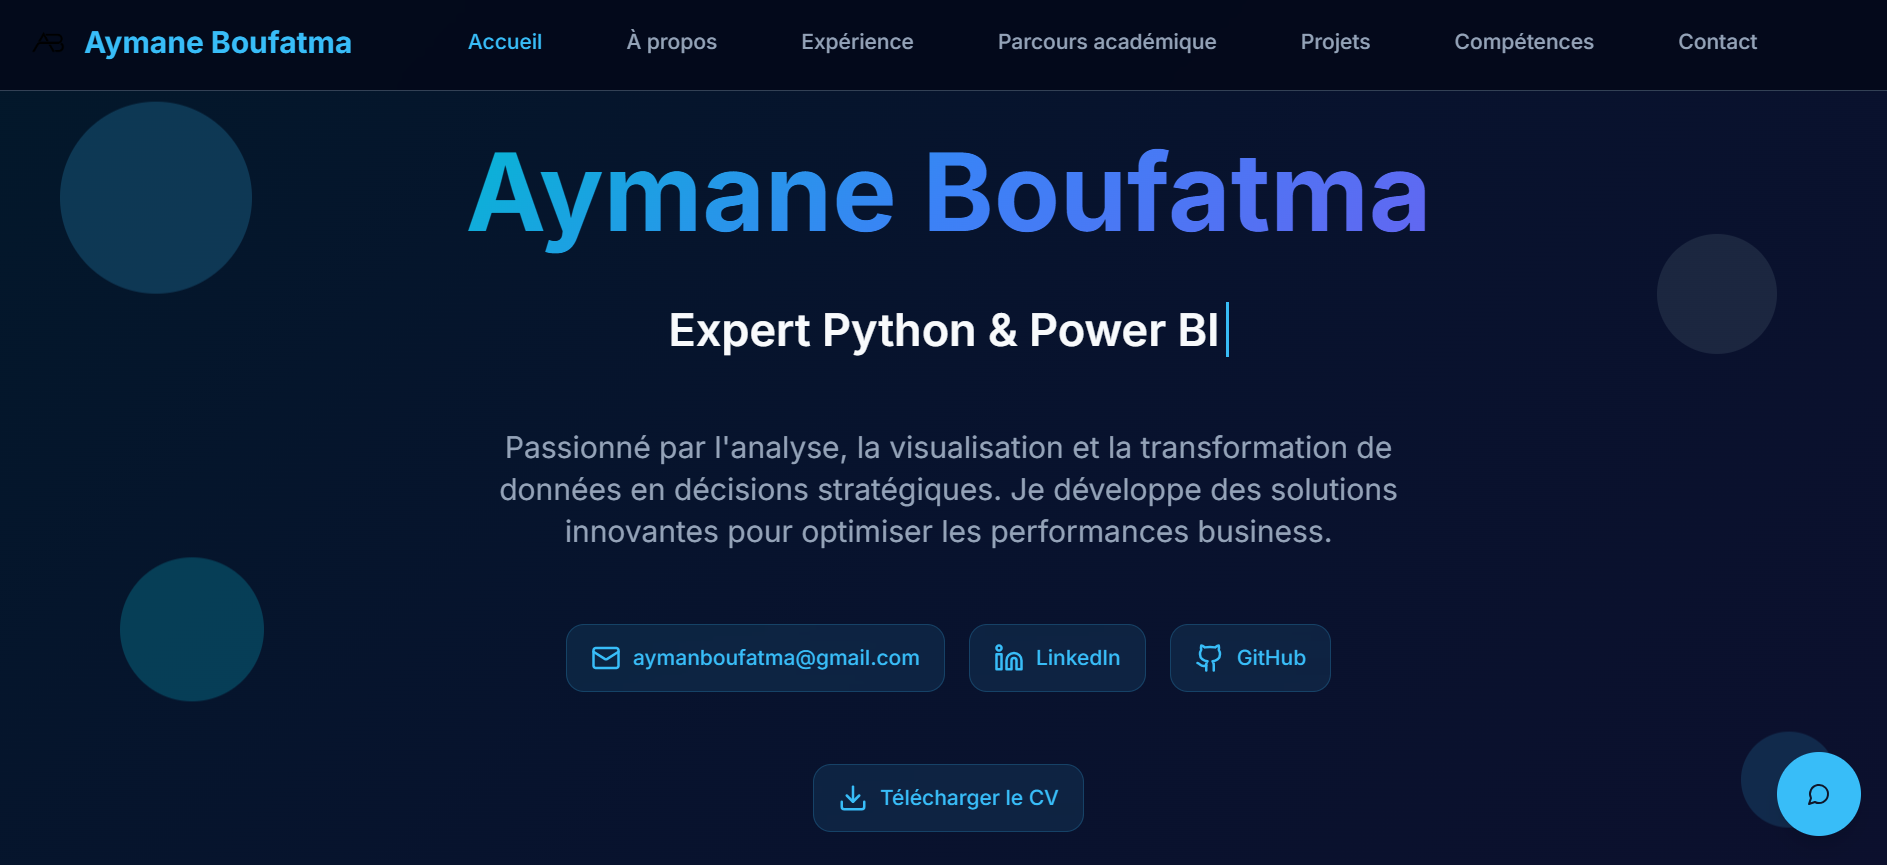 AB Aymane Boufatma
Accueil
À propos
Expérience
Parcours académique
Projets
Compétences
Contact
Aymane Boufatma
Expert Python & Power BI
Passionné par l'analyse, la visualisation et la transformation de
données en décisions stratégiques. Je développe des solutions
innovantes pour optimiser les performances business.
aymanboufatma@gmail.com
LinkedIn
GitHub
Télécharger le CV